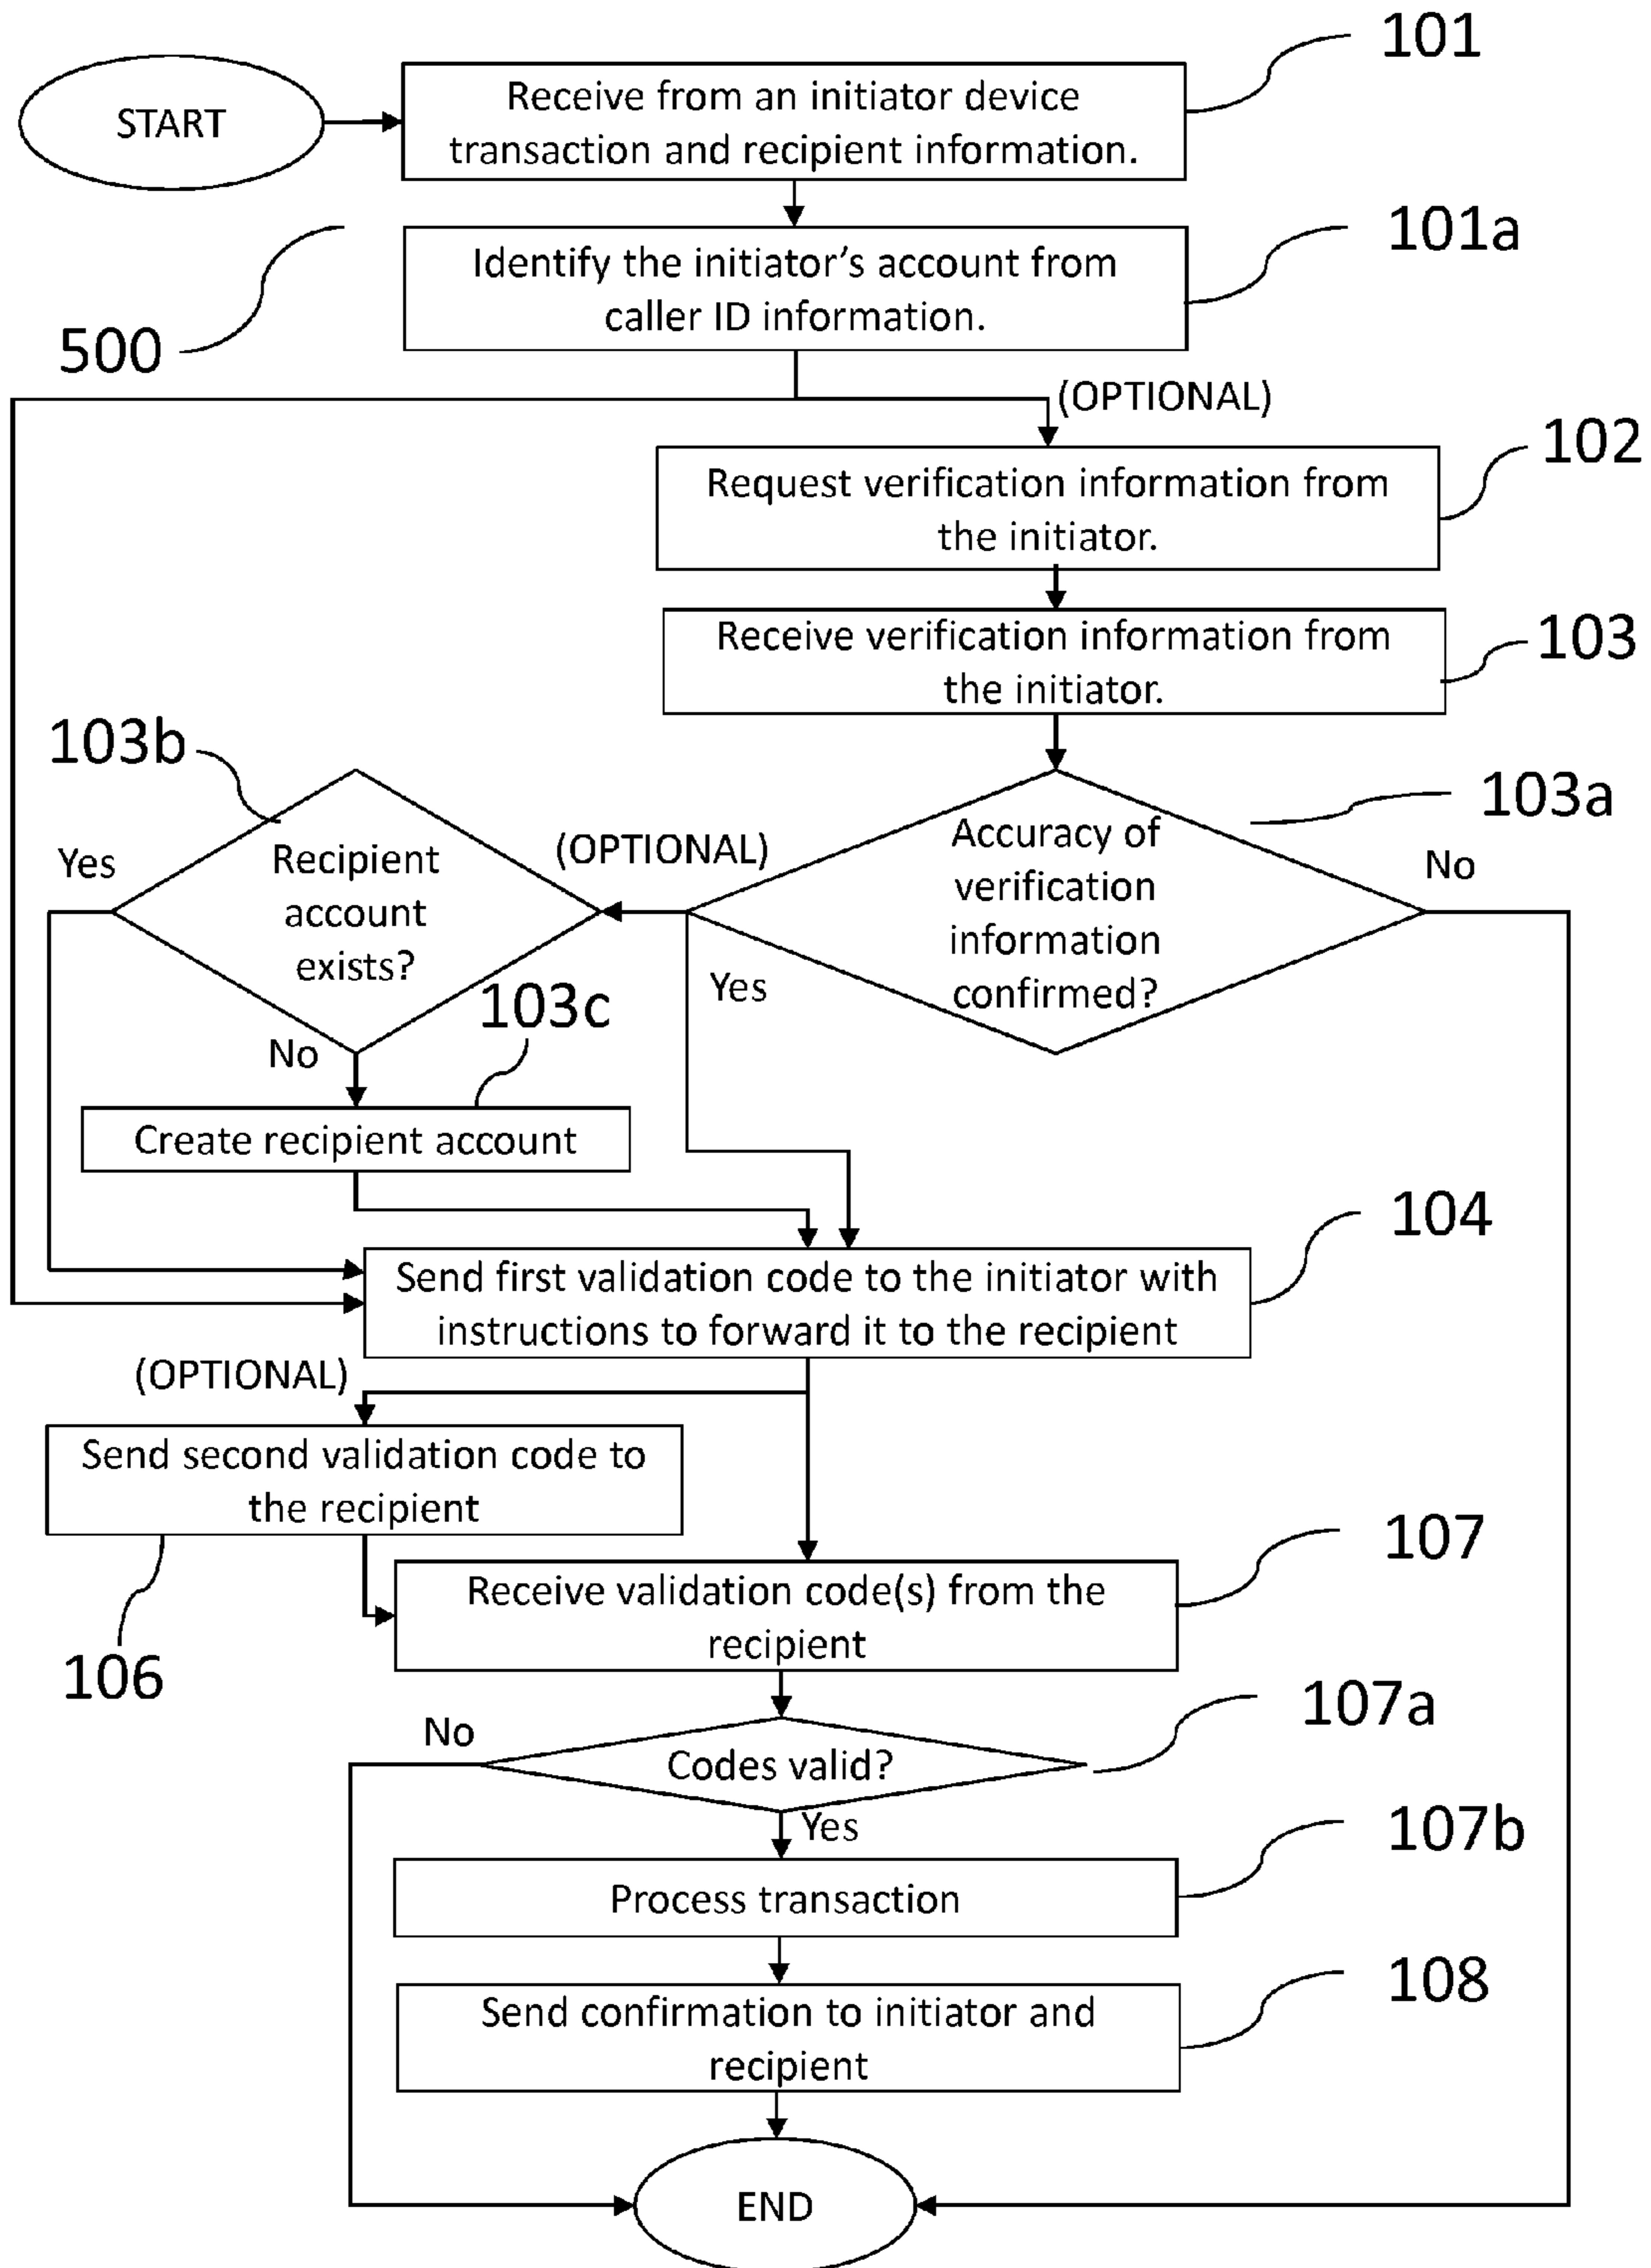 101
START
Receive from an initiator device
transaction and recipient information.
101a
Identify the initiator’s account from
caller ID information.
500
(OPTIONAL)
102
Request verification information from
the initiator.
103
Receive verification information from
the initiator.
103b
103a
Yes
Recipient
account
exists?
(OPTIONAL)
Accuracy of
verification
information
confirmed?
No
Yes
103c
No
Create recipient account
104
Send first validation code to the initiator with
instructions to forward it to the recipient
(OPTIONAL)
Send second validation code to
the recipient
107
Receive validation code(s) from the
recipient
106
107a
No
Codes valid?
Yes
107b
Process transaction
108
Send confirmation to initiator and
recipient
END